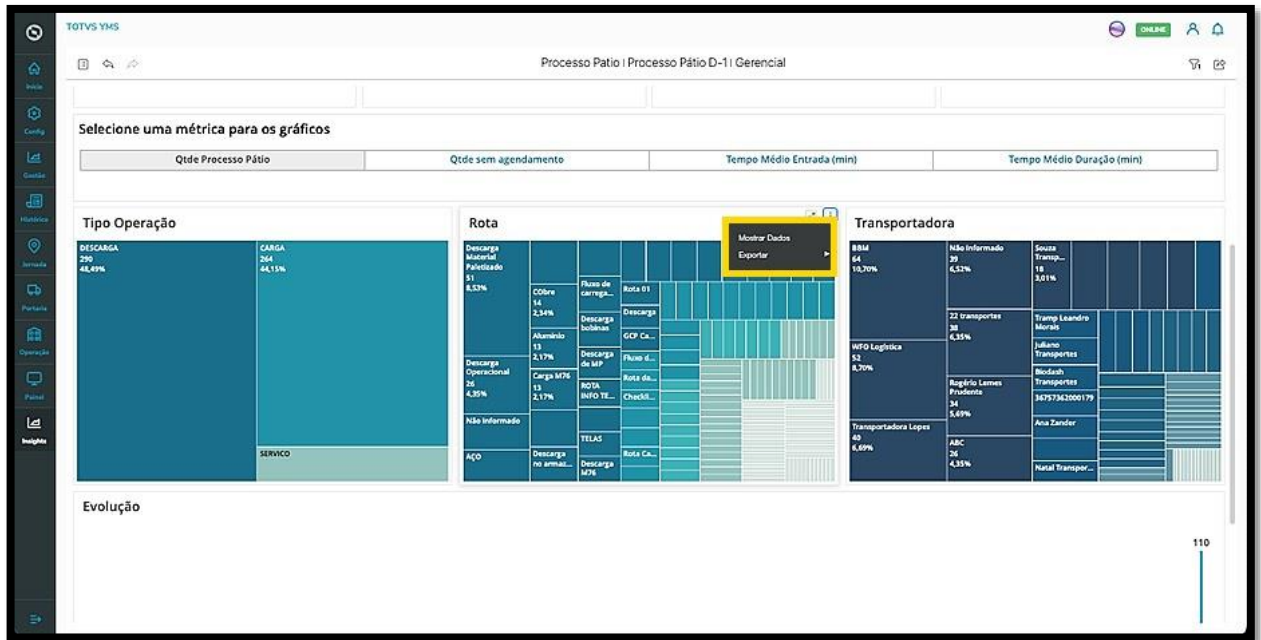 TOTVS YMS
ONLINE
Processo Patio | Processo Pátio D-1 | Gerencial
Início
Config
Gestão
Histórico
Jornada
Portaria
Operação
Painel
Insights
Selecione uma métrica para os gráficos
Qtde Processo Pátio
Qtde sem agendamento
Tempo Médio Entrada (min)
Tempo Médio Duração (min)
Tipo Operação
DESCARGA
290
48,49%
CARGA
264
44,15%
SERVICO
Rota
Mostrar Dados
Exportar
Descarga
Material
Paletizado
51
8,53%
Descarga
Operacional
26
4,35%
Não Informado
AÇO
CObre
14
2,34%
Aluminio
13
2,17%
Carga M76
13
2,17%
Descarga
no armaz...
Fluxo de
carrega...
Descarga
bobinas
Descarga
de MP
ROTA
INFO TE...
TELAS
Descarga
M76
Rota 01
Descarga
GCP Ca...
Fluxo d...
Rota da...
Checkli...
Rota Ca...
Transportadora
BBM
64
10,70%
WFO Logística
52
8,70%
Transportadora Lopes
40
6,69%
Não Informado
39
6,52%
22 transportes
38
6,35%
Rogério Lemes
Prudente
34
5,69%
ABC
26
4,35%
Souza
Transp...
18
3,01%
Tramp Leandro
Morais
Juliano
Transportes
Biodash
Transportes
36757362000179
Ana Zander
Natal Transpor...
Evolução
110